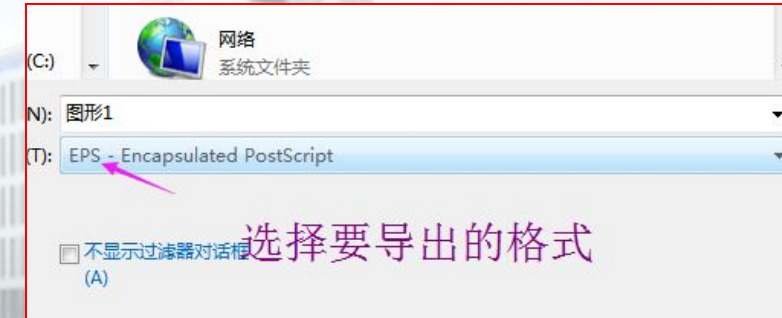 网络
(C:)
系统文件夹
N): 图形1
(T): EPS - Encapsulated PostScript
选择要导出的格式
不显示过滤器对话框
(A)